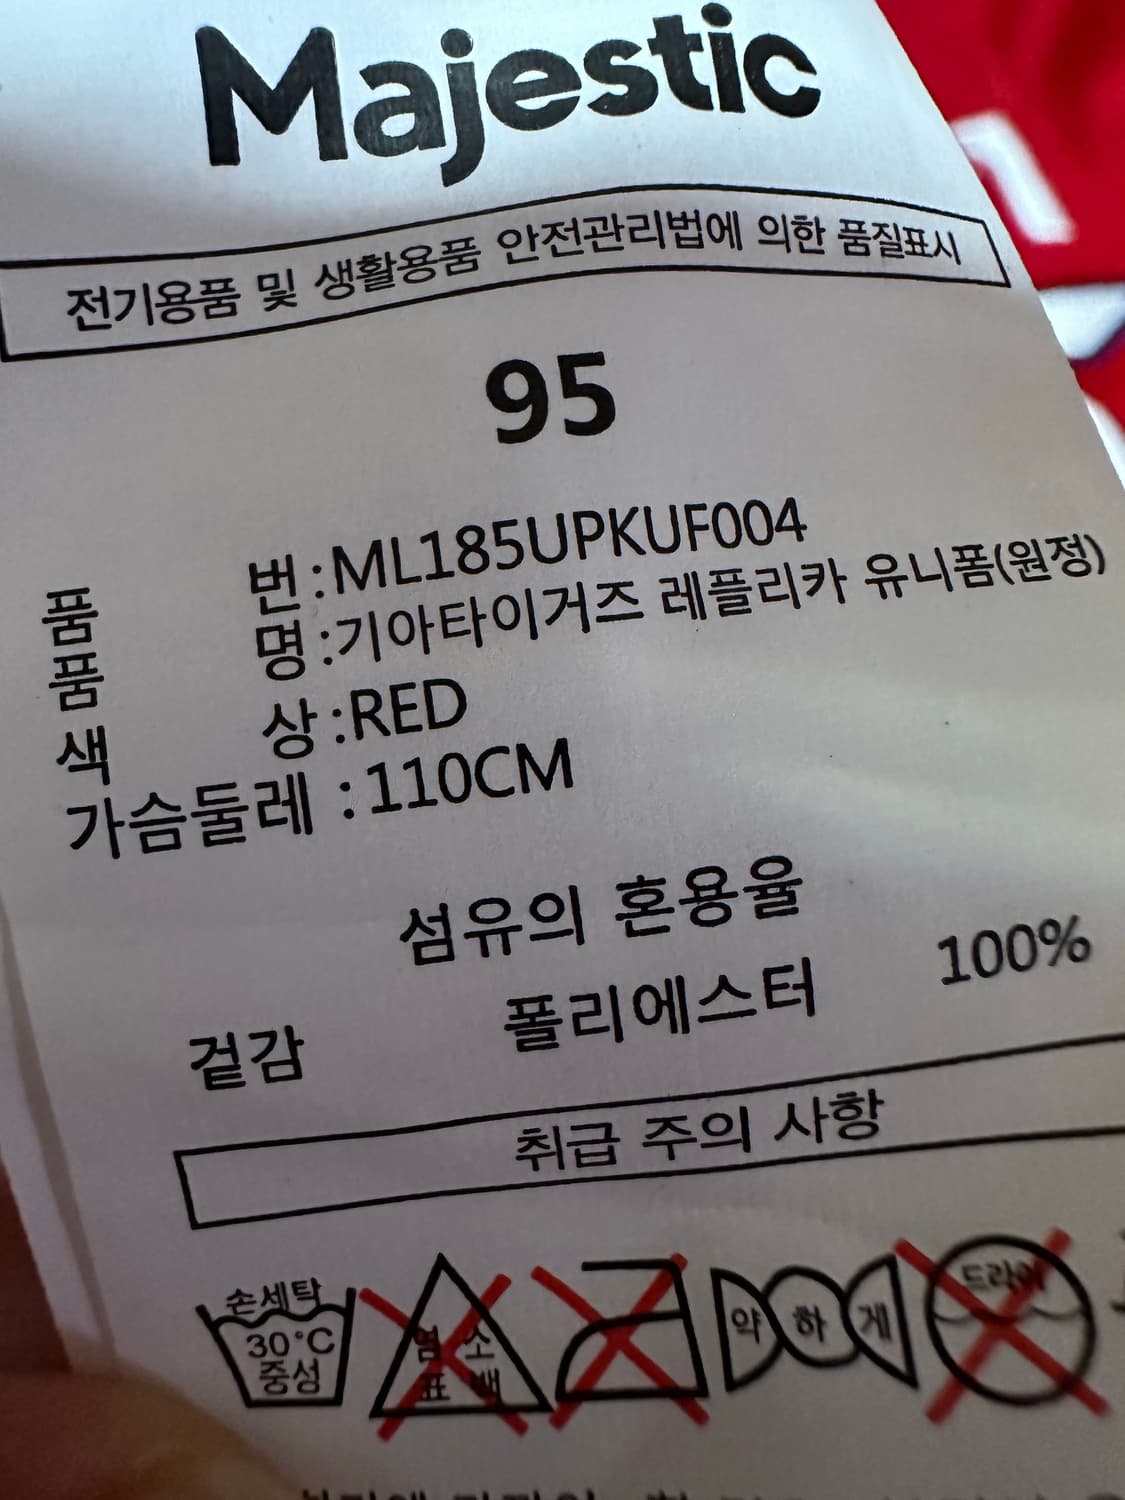 Majestic
전기용품 및 생활용품 안전관리법에 의한 품질표시
95
품 번 : ML185UPKUF004
품 명 : 기아타이거즈 레플리카 유니폼(원정)
색 상 : RED
가슴둘레 : 110CM
섬유의 혼용율
겉감 폴리에스터 100%
취급 주의 사항
손세탁
30°C
중성
염소
표백
약하게
드라이